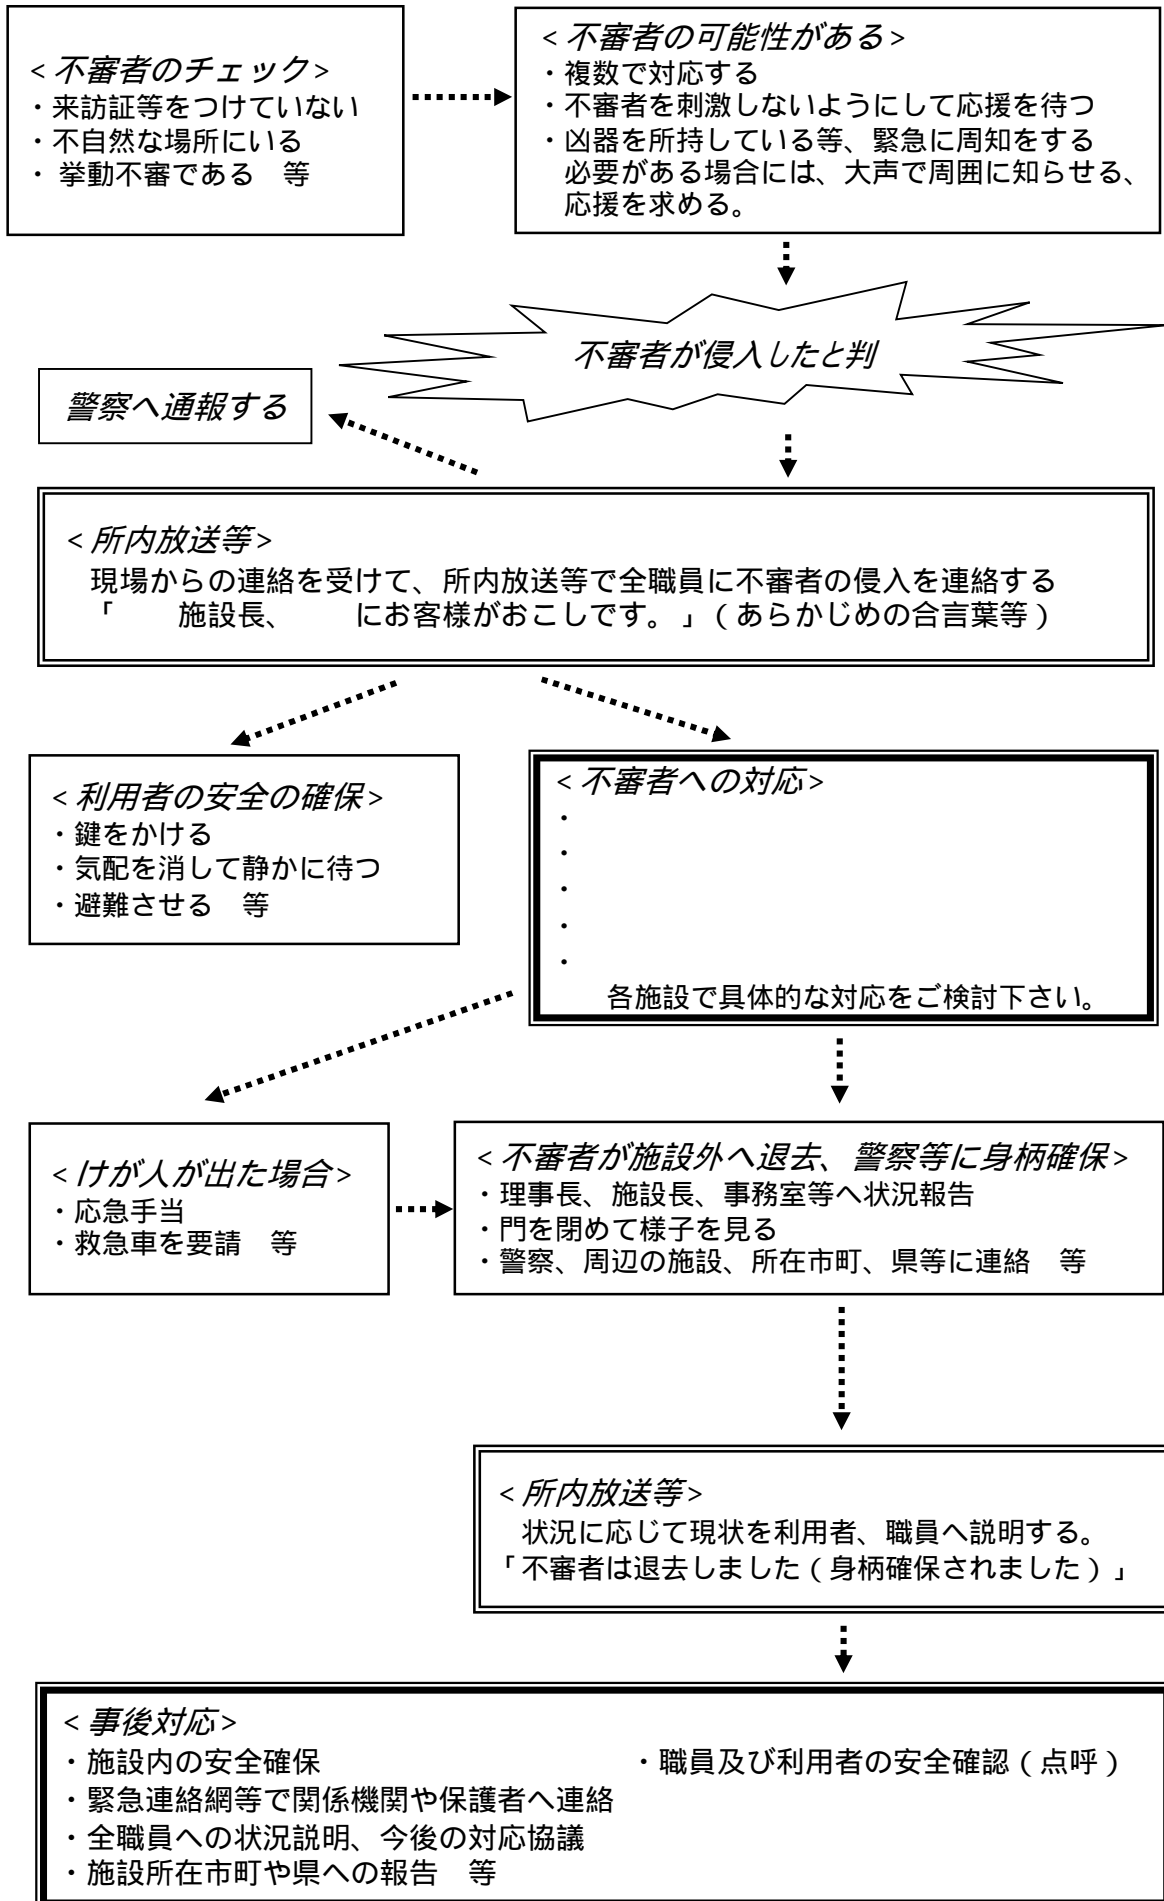 <不審者のチェック>
・来訪証等をつけていない
・不自然な場所にいる
・ 挙動不審である　等
<不審者の可能性がある>
・複数で対応する
・不審者を刺激しないようにして応援を待つ
・凶器を所持している等、緊急に周知をする
必要がある場合には、大声で周囲に知らせる、
応援を求める。
不審者が侵入したと判
警察へ通報する
<所内放送等>
現場からの連絡を受けて、所内放送等で全職員に不審者の侵入を連絡する
「　　施設長、　　にお客様がおこしです。」（あらかじめの合言葉等）
<利用者の安全の確保>
・鍵をかける
・気配を消して静かに待つ
・避難させる　等
<不審者への対応>
・
・
・
・
・
各施設で具体的な対応をご検討下さい。
<けが人が出た場合>
・応急手当
・救急車を要請　等
<不審者が施設外へ退去、警察等に身柄確保>
・理事長、施設長、事務室等へ状況報告
・門を閉めて様子を見る
・警察、周辺の施設、所在市町、県等に連絡　等
<所内放送等>
状況に応じて現状を利用者、職員へ説明する。
「不審者は退去しました（身柄確保されました）」
<事後対応>
・施設内の安全確保　　　・職員及び利用者の安全確認（点呼）
・緊急連絡網等で関係機関や保護者へ連絡
・全職員への状況説明、今後の対応協議
・施設所在市町や県への報告　等